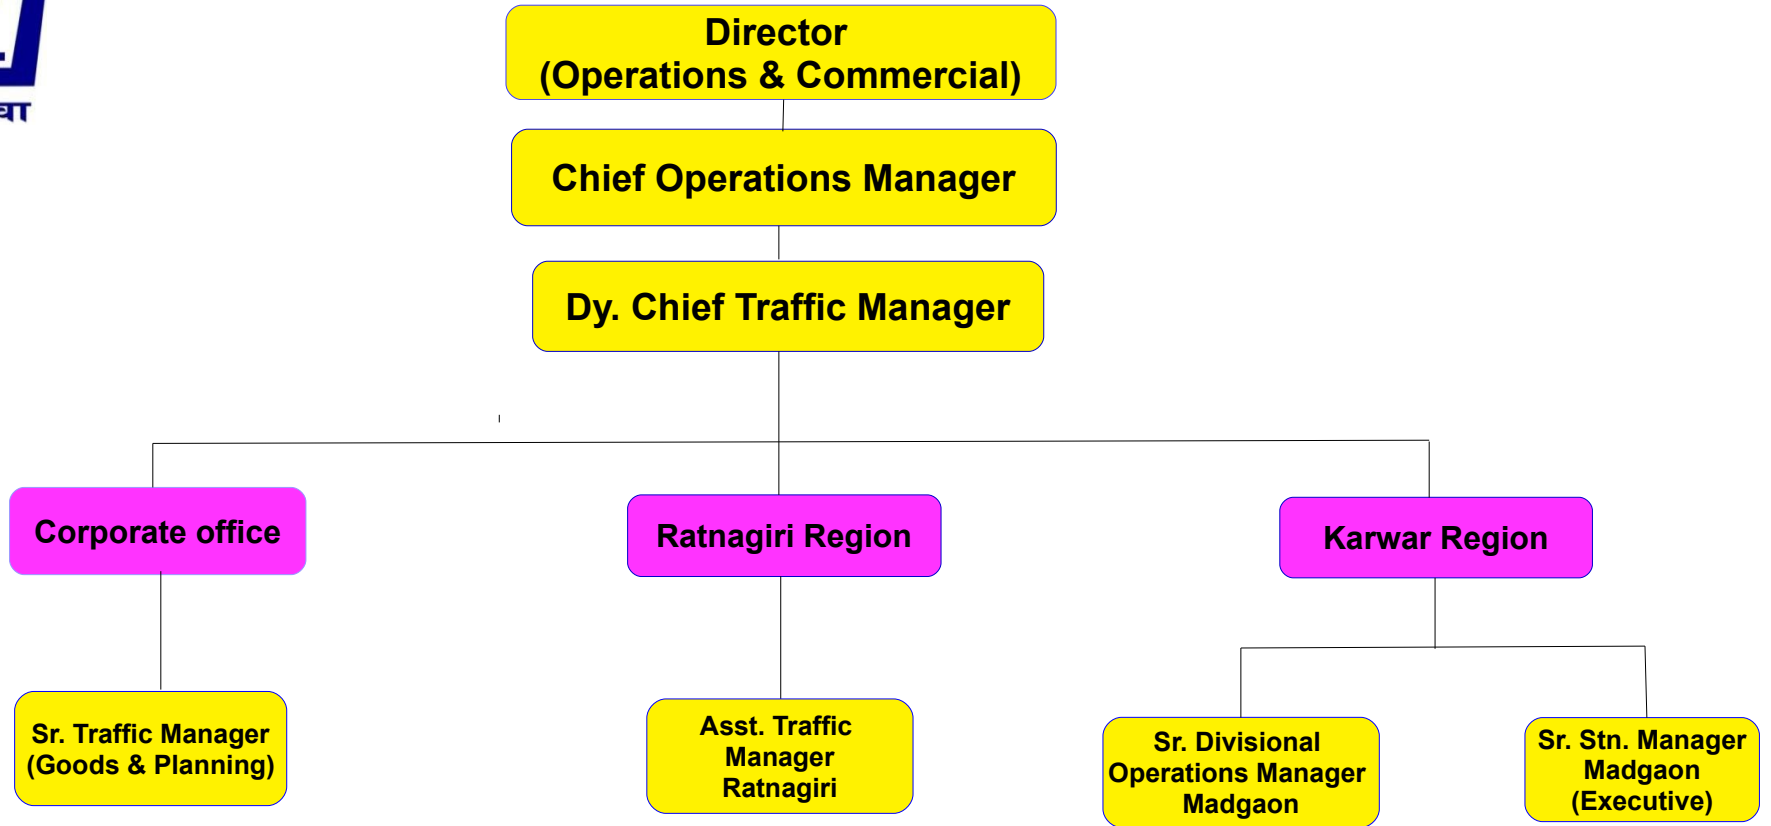 Director
(Operations & Commercial)
Chief Operations Manager
Dy. Chief Traffic Manager
Corporate office
Ratnagiri Region
Karwar Region
Sr. Traffic Manager
(Goods & Planning)
Asst. Traffic
Manager
Ratnagiri
Sr. Divisional
Operations Manager
Madgaon
Sr. Stn. Manager
Madgaon
(Executive)